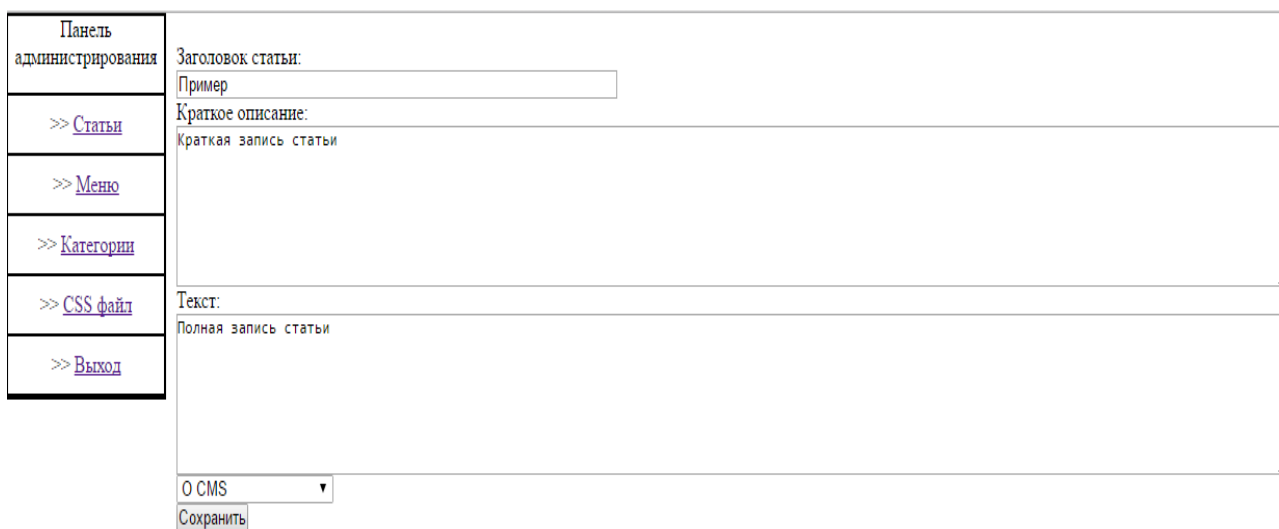 Панель
администрирования
>> Статьи
>> Меню
>> Категории
>> CSS файл
>> Выход
Заголовок статьи:
Пример
Краткое описание:
Краткая запись статьи
Текст:
Полная запись статьи
О CMS
Сохранить